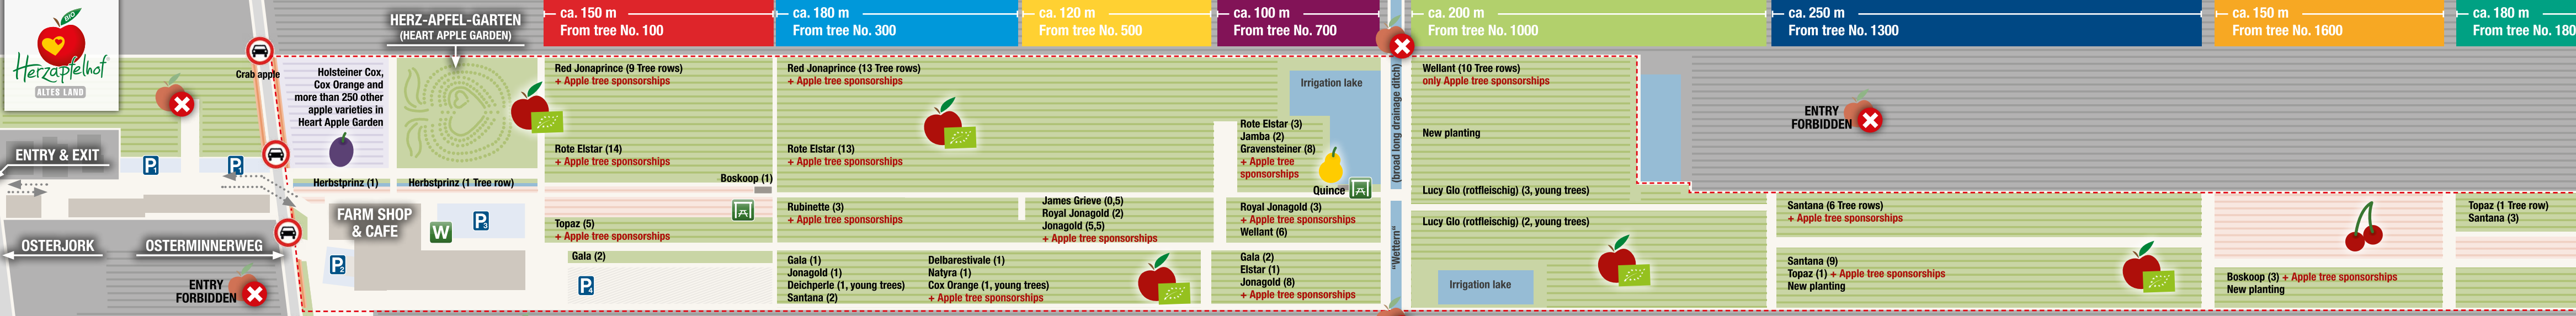 BIO
Herzapfelhof
ALTES LAND
HERZ-APFEL-GARTEN
(HEART APPLE GARDEN)
ca. 150 m
From tree No. 100
ca. 180 m
From tree No. 300
ca. 120 m
From tree No. 500
ca. 100 m
From tree No. 700
ca. 200 m
From tree No. 1000
ca. 250 m
From tree No. 1300
ca. 150 m
From tree No. 1600
ca. 180 m
From tree No. 180
Crab apple
Holsteiner Cox,
Cox Orange and
more than 250 other
apple varieties in
Heart Apple Garden
ENTRY & EXIT
P1
P1
Herbstprinz (1)
Herbstprinz (1 Tree row)
FARM SHOP
& CAFE
W
P3
P2
OSTERJORK
OSTERMINNERWEG
ENTRY
FORBIDDEN
Red Jonaprince (9 Tree rows)
+ Apple tree sponsorships
Rote Elstar (14)
+ Apple tree sponsorships
Boskoop (1)
Topaz (5)
+ Apple tree sponsorships
Gala (2)
P4
Red Jonaprince (13 Tree rows)
+ Apple tree sponsorships
Rote Elstar (13)
+ Apple tree sponsorships
Rubinette (3)
+ Apple tree sponsorships
James Grieve (0,5)
Royal Jonagold (2)
Jonagold (5,5)
+ Apple tree sponsorships
Gala (1)
Jonagold (1)
Deichperle (1, young trees)
Santana (2)
Delbarestivale (1)
Natyra (1)
Cox Orange (1, young trees)
+ Apple tree sponsorships
Irrigation lake
Rote Elstar (3)
Jamba (2)
Gravensteiner (8)
+ Apple tree
sponsorships
Quince
Royal Jonagold (3)
+ Apple tree sponsorships
Wellant (6)
Gala (2)
Elstar (1)
Jonagold (8)
+ Apple tree sponsorships
"Wettern"
(broad long drainage ditch)
Wellant (10 Tree rows)
only Apple tree sponsorships
New planting
Lucy Glo (rotfleischig) (3, young trees)
Lucy Glo (rotfleischig) (2, young trees)
Irrigation lake
ENTRY
FORBIDDEN
Santana (6 Tree rows)
+ Apple tree sponsorships
Santana (9)
Topaz (1) + Apple tree sponsorships
New planting
Boskoop (3) + Apple tree sponsorships
New planting
Topaz (1 Tree row)
Santana (3)